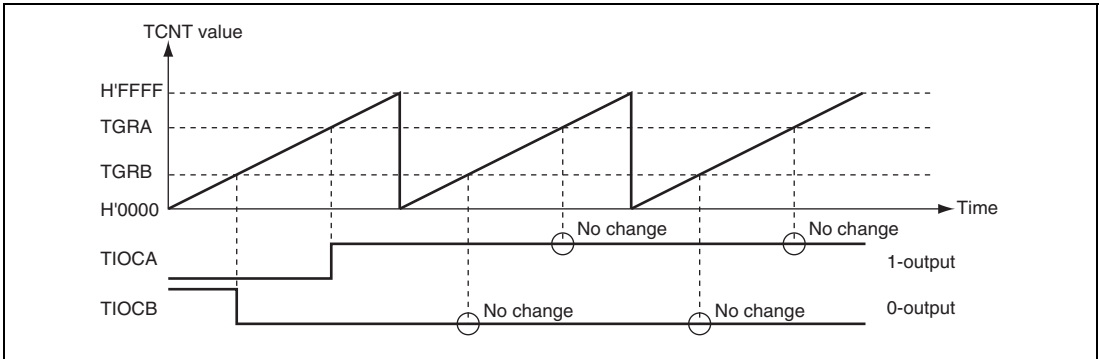 TCNT value
H'FFFF
TGRA
TGRB
H'0000
Time
No change
No change
TIOCA
1-output
No change
No change
TIOCB
0-output